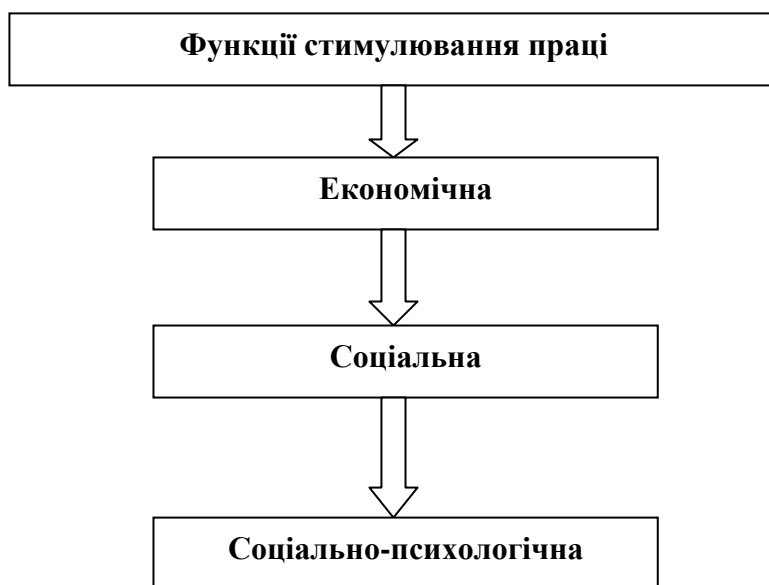 Функції стимулювання праці
Економічна
Соціальна
Соціально-психологічна